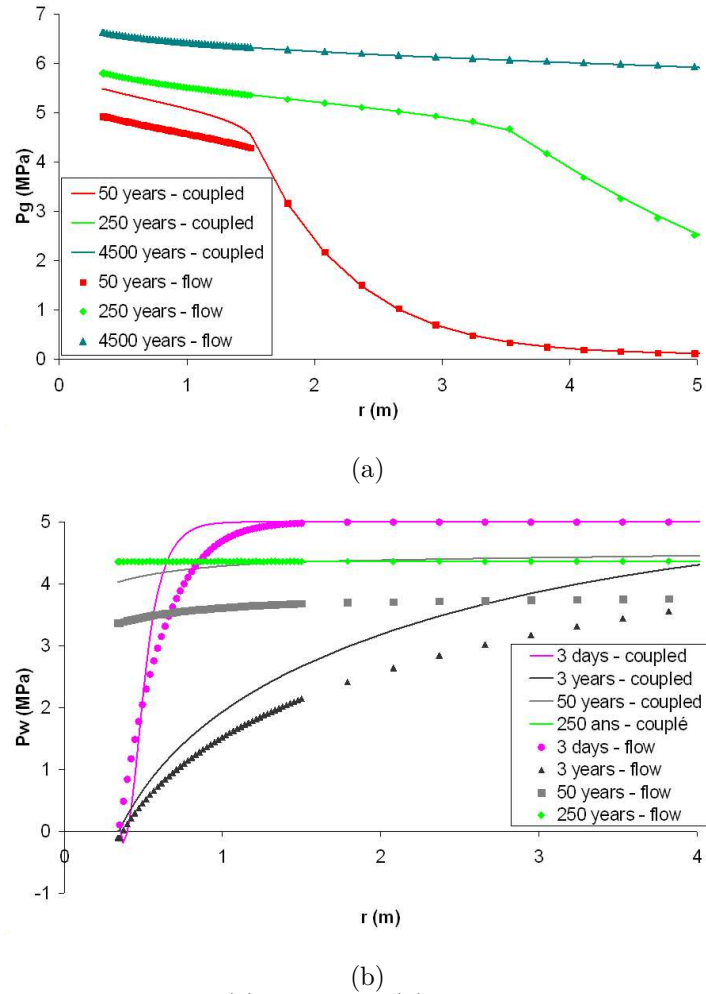 7
6
5
4
3
2
1
0
Pg (MPa)
50 years - coupled
250 years - coupled
4500 years - coupled
50 years - flow
250 years - flow
4500 years - flow
0
1
2
3
4
5
r (m)
(a)
5
4
3
2
1
0
-1
Pw (MPa)
3 days - coupled
3 years - coupled
50 years - coupled
250 ans - couplé
3 days - flow
3 years - flow
50 years - flow
250 years - flow
0
1
2
3
4
r (m)
(b)